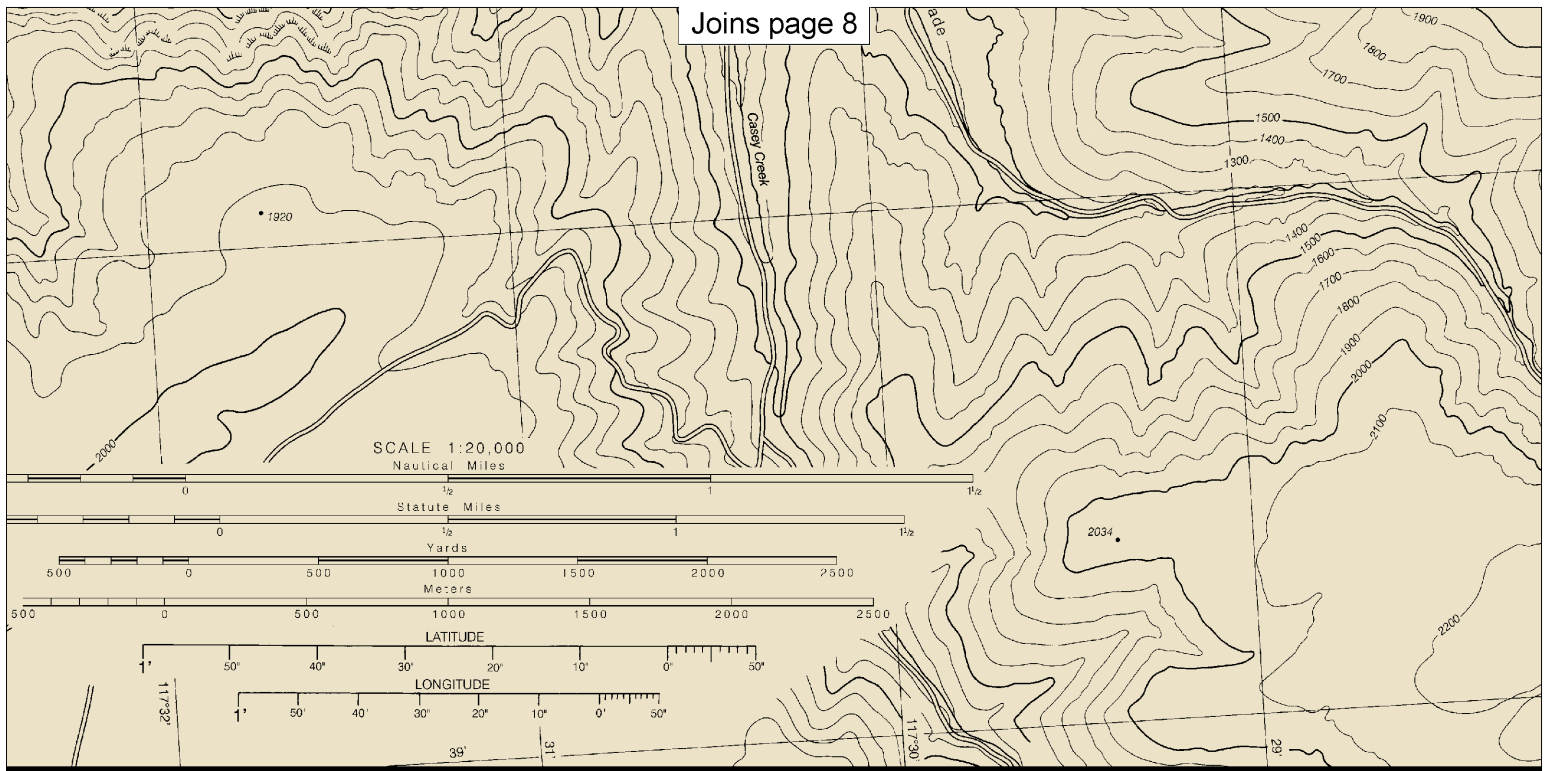 Joins page 8
ade
1900
1800
1700
1500
1400
1300
Casey Creek
1920
1400
1500
1600
1700
1800
1900
2000
2100
2000
SCALE 1:20,000
Nautical Miles
0 1/2 1 1 1/2
Statute Miles
0 1/2 1 1 1/2
2034
Yards
500 0 500 1000 1500 2000 2500
Meters
500 0 500 1000 1500 2000 2500
2200
LATITUDE
1' 50" 40" 30" 20" 10" 0" 50"
LONGITUDE
1' 50' 40' 30" 20" 10" 0' 50"
117°32'
39'
31'
117°30'
29'